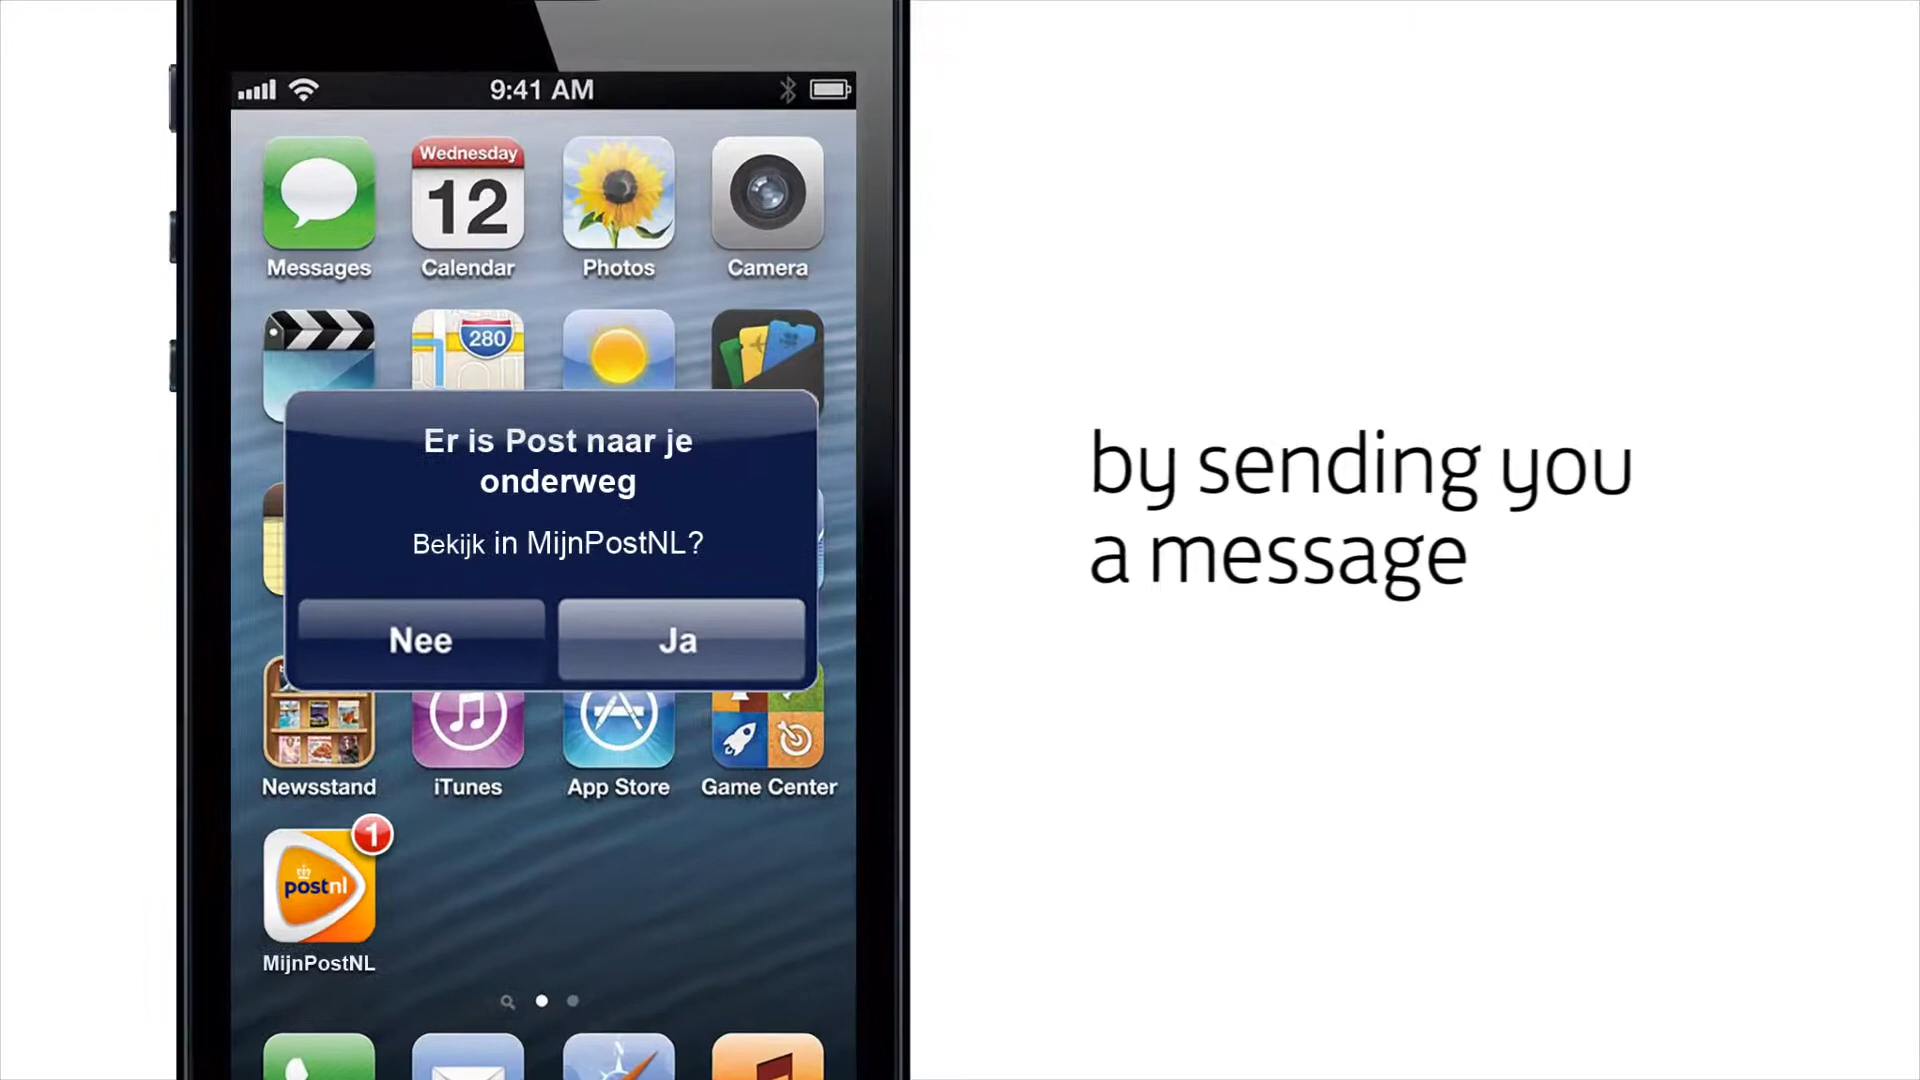 9:41 AM
Wednesday
12
Messages
Calendar
Photos
Camera
280
Er is Post naar je
onderweg
Bekijk in MijnPostNL?
Nee
Ja
Newsstand
iTunes
App Store
Game Center
1
postnl
MijnPostNL
by sending you
a message